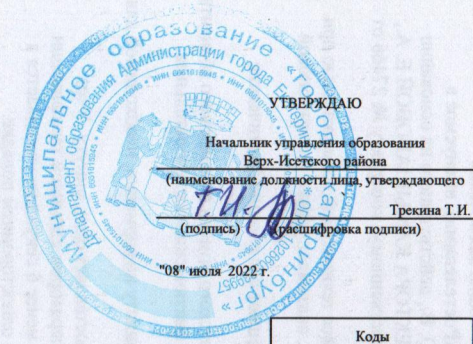 УТВЕРЖДАЮ
Начальник управления образования
Верх-Исетского района
(наименование должности лица, утверждающего
Трекина Т.И.
(подпись) (расшифровка подписи)
"08" июля 2022 г.
Коды
Муниципальное образование «город Екатеринбург»
Департамент образования Администрации города Екатеринбурга